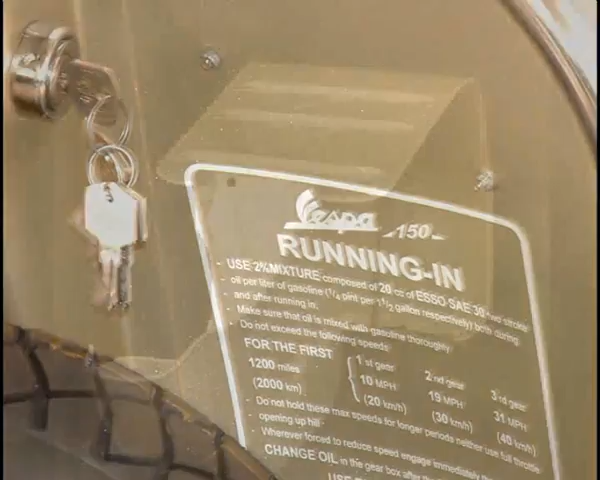 Vespa 150
RUNNING-IN
- USE 2% MIXTURE composed of 20 cc of ESSO SAE 30 two stroke
oil per liter of gasoline (1/4 pint per 1 1/2 gallon respectively) both during
and after running in;
- Make sure that oil is mixed with gasoline thoroughly;
- Do not exceed the following speeds:
FOR THE FIRST 1st gear 2nd gear 3rd gear
1200 miles 10 MPH 19 MPH 31 MPH
(2000 km) (20 km/h) (30 km/h) (40 km/h)
- Do not hold these max speeds for longer periods neither use full throttle
opening up hill
- Wherever forced to reduce speed engage immediately the
CHANGE OIL in the gear box after the
USE